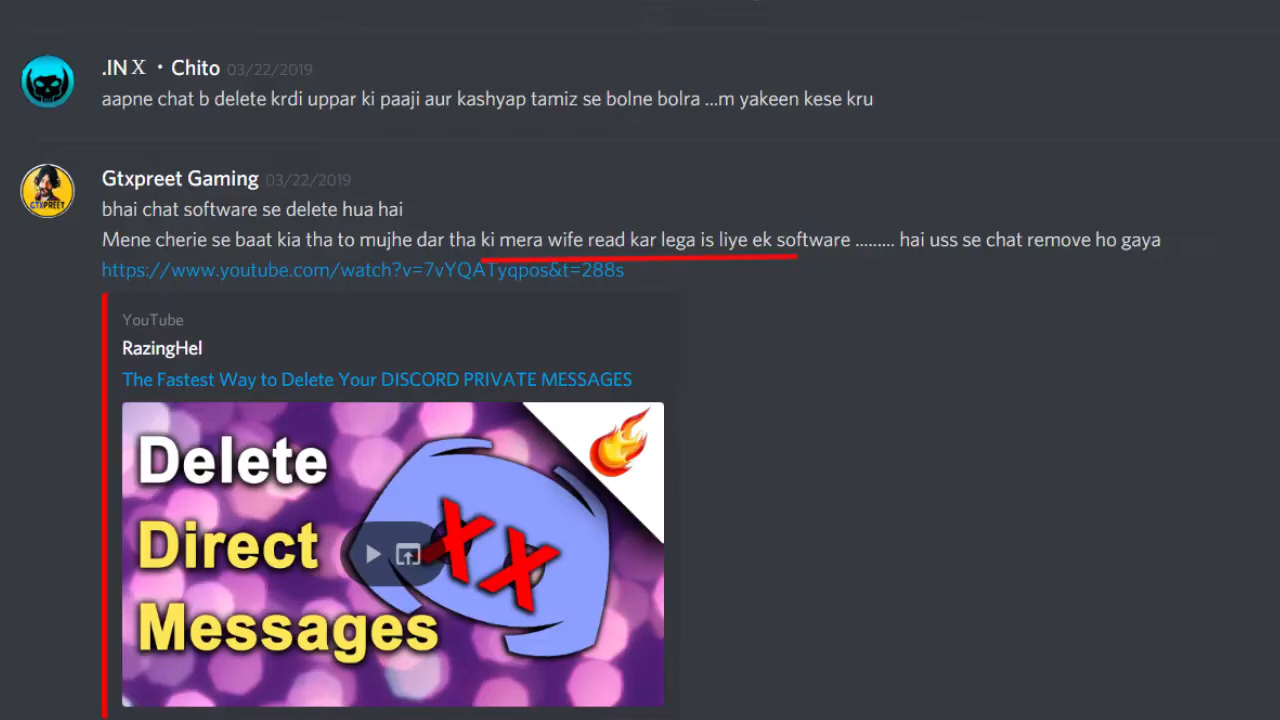 .IN X • Chito 03/22/2019
aapne chat b delete krdi uppar ki paaji aur kashyap tamiz se bolne bolra ...m yakeen kese kru
Gtxpreet Gaming 03/22/2019
bhai chat software se delete hua hai
Mene cherie se baat kia tha to mujhe dar tha ki mera wife read kar lega is liye ek software ......... hai uss se chat remove ho gaya
https://www.youtube.com/watch?v=7vYQATyqpos&t=288s
YouTube
RazingHel
The Fastest Way to Delete Your DISCORD PRIVATE MESSAGES
Delete
Direct
Messages
XX
GTXPREET